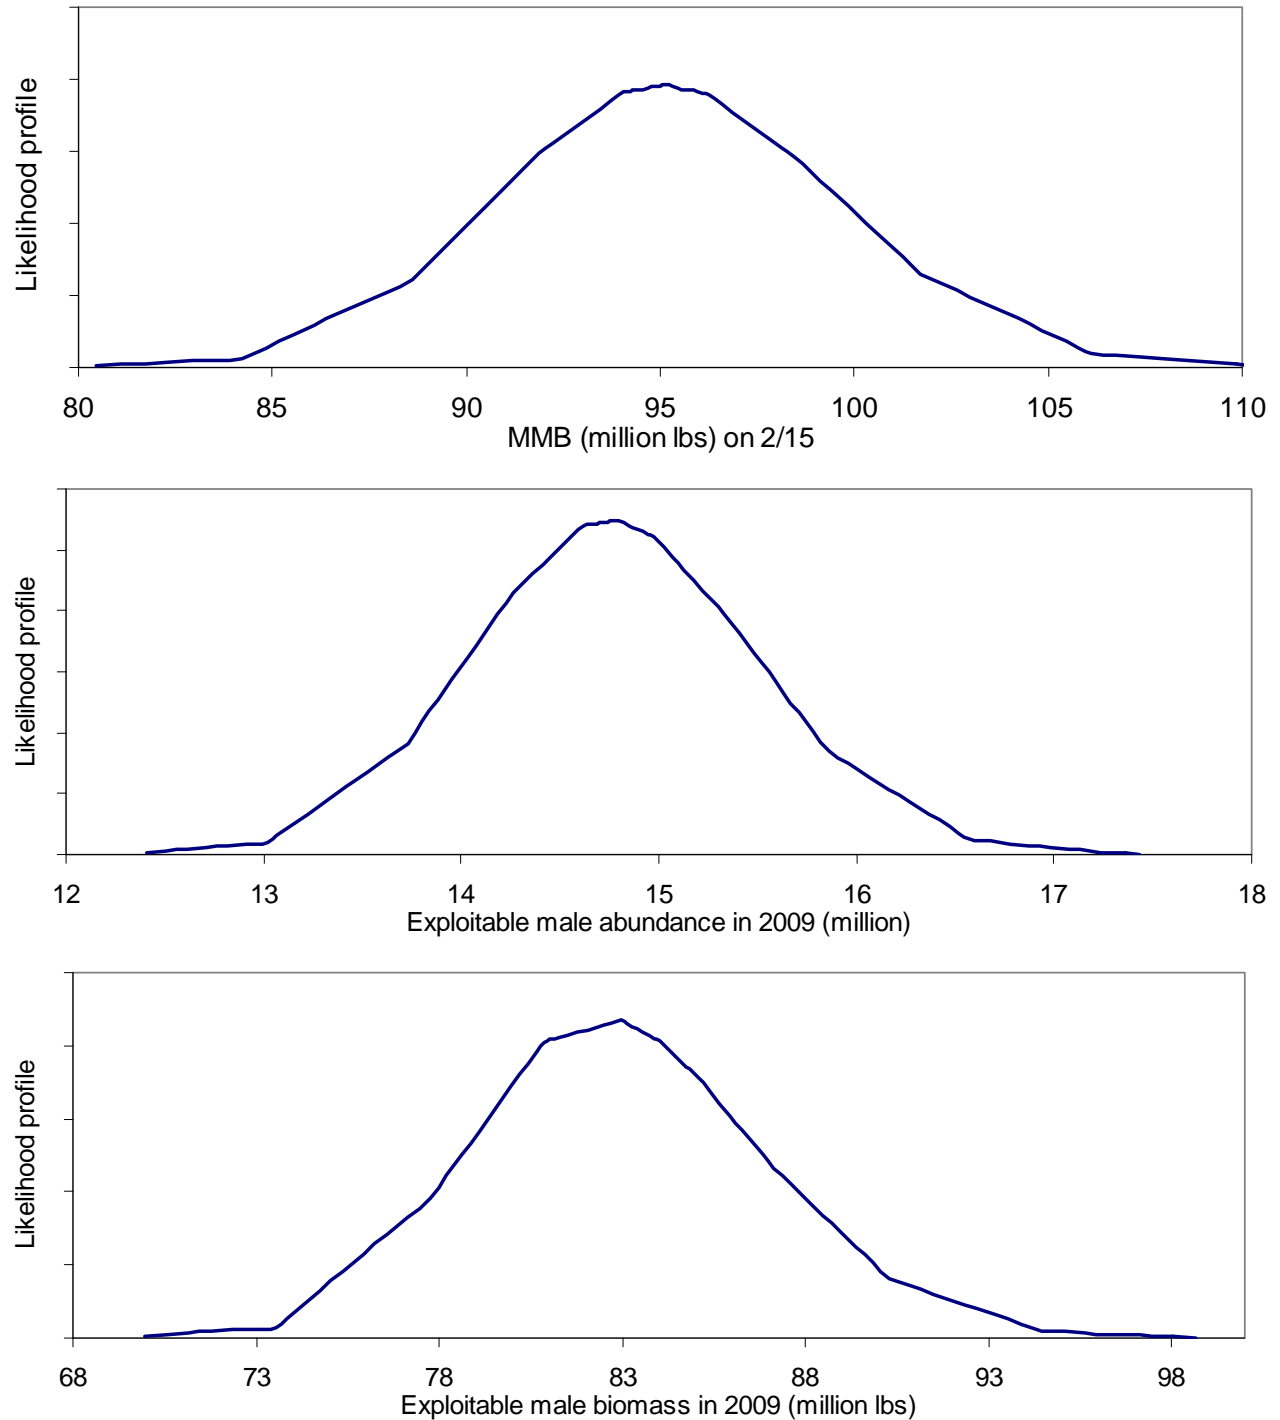 Likelihood profile
80 85 90 95 100 105 110
MMB (million lbs) on 2/15
Likelihood profile
12 13 14 15 16 17 18
Exploitable male abundance in 2009 (million)
Likelihood profile
68 73 78 83 88 93 98
Exploitable male biomass in 2009 (million lbs)